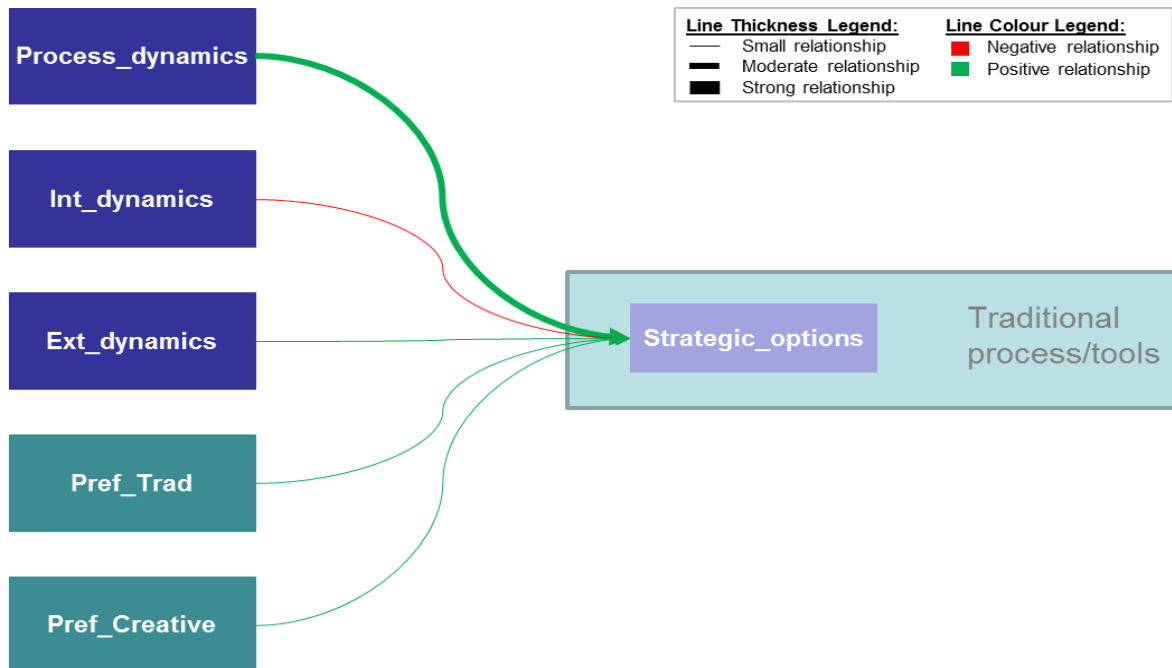 Process_dynamics
Int_dynamics
Ext_dynamics
Pref_Trad
Pref_Creative
Strategic_options
Traditional
process/tools
Line Thickness Legend:
Small relationship
Moderate relationship
Strong relationship
Line Colour Legend:
Negative relationship
Positive relationship